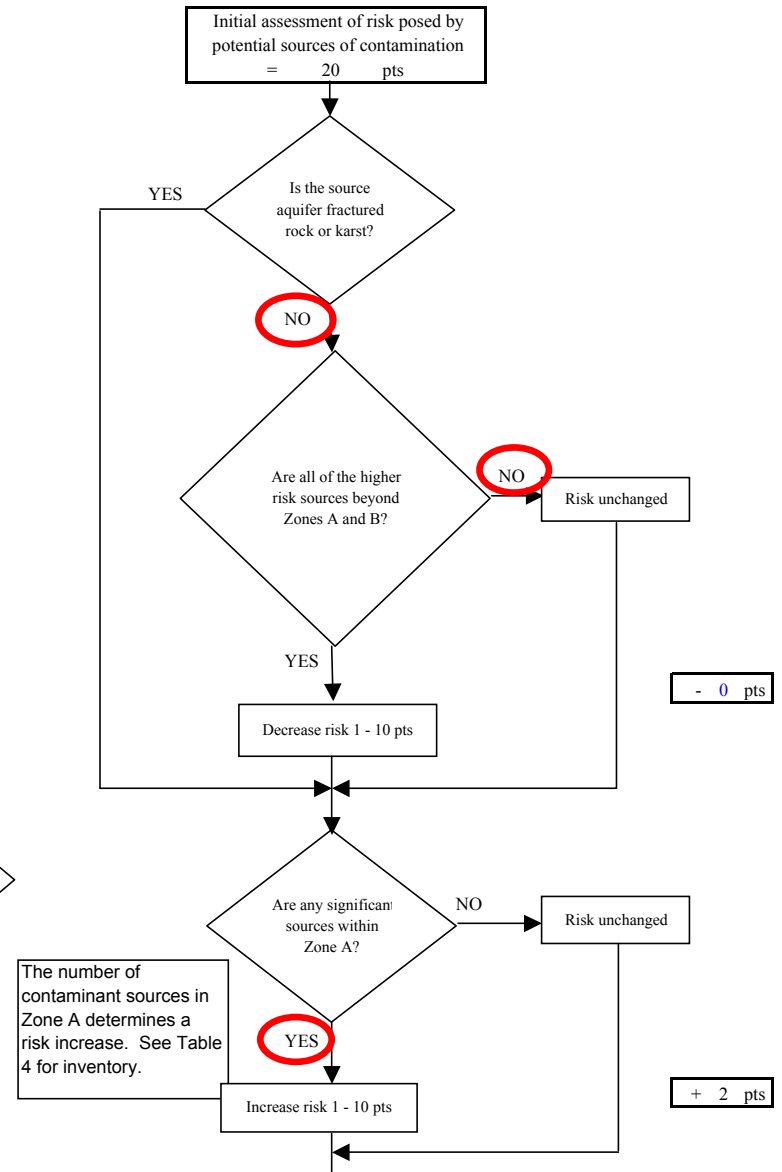 Initial assessment of risk posed by
potential sources of contamination
= 20 pts
YES
Is the source
aquifer fractured
rock or karst?
NO
Are all of the higher
risk sources beyond
Zones A and B?
NO
Risk unchanged
YES
- 0 pts
Decrease risk 1 - 10 pts
Are any significant
sources within
Zone A?
NO
Risk unchanged
The number of
contaminant sources in
Zone A determines a
risk increase. See Table
4 for inventory.
YES
Increase risk 1 - 10 pts
+ 2 pts